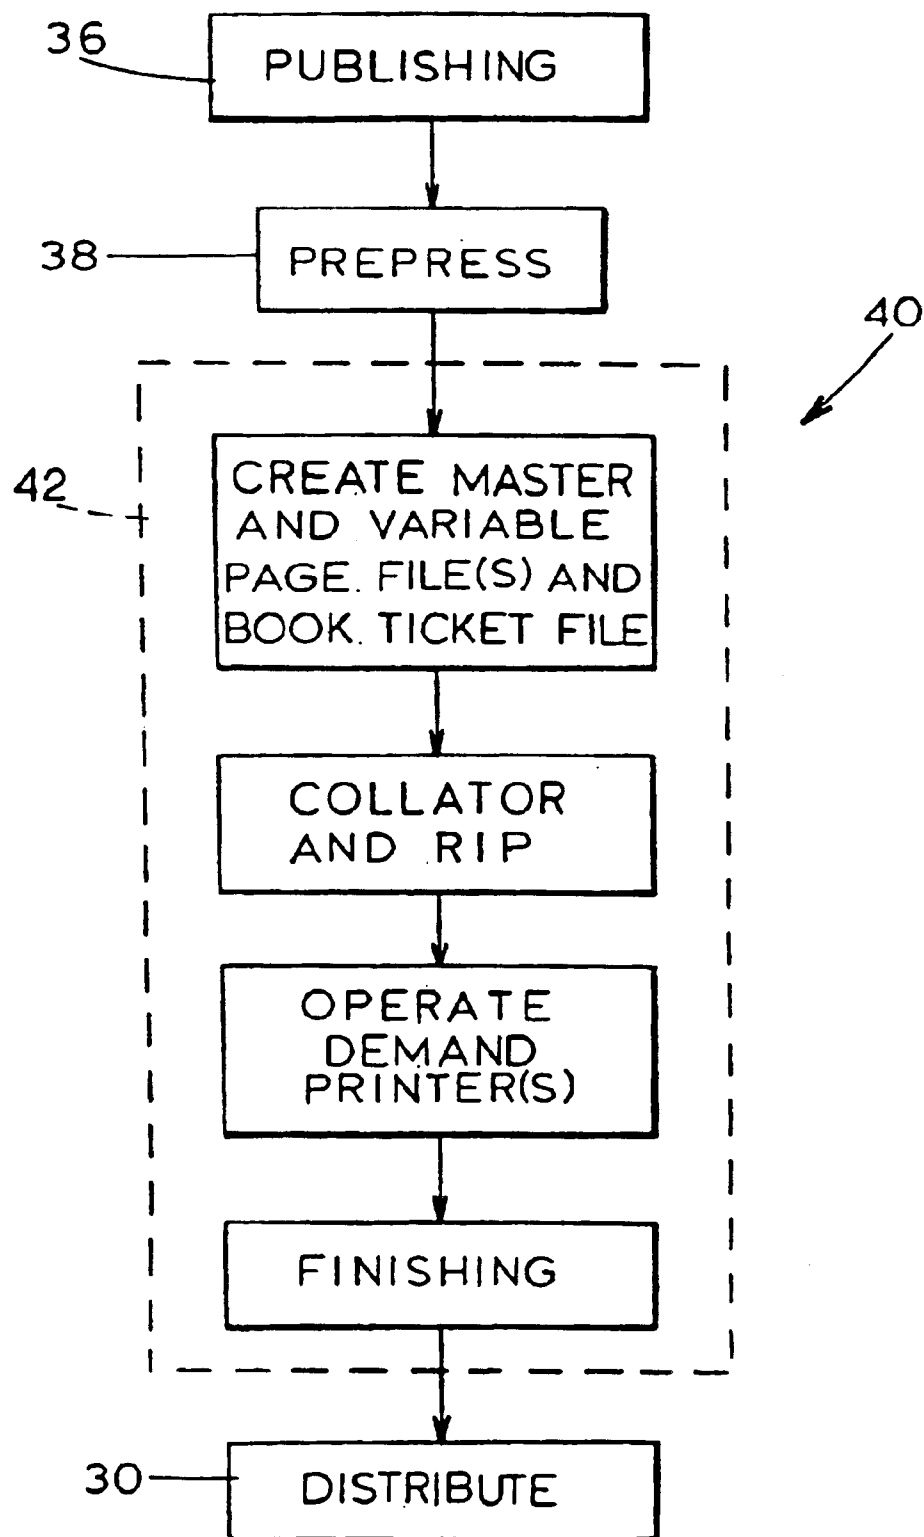 36
PUBLISHING
38
PREPRESS
40
42
CREATE MASTER
AND VARIABLE
PAGE. FILE(S) AND
BOOK. TICKET FILE
COLLATOR
AND RIP
OPERATE
DEMAND
PRINTER(S)
FINISHING
30
DISTRIBUTE